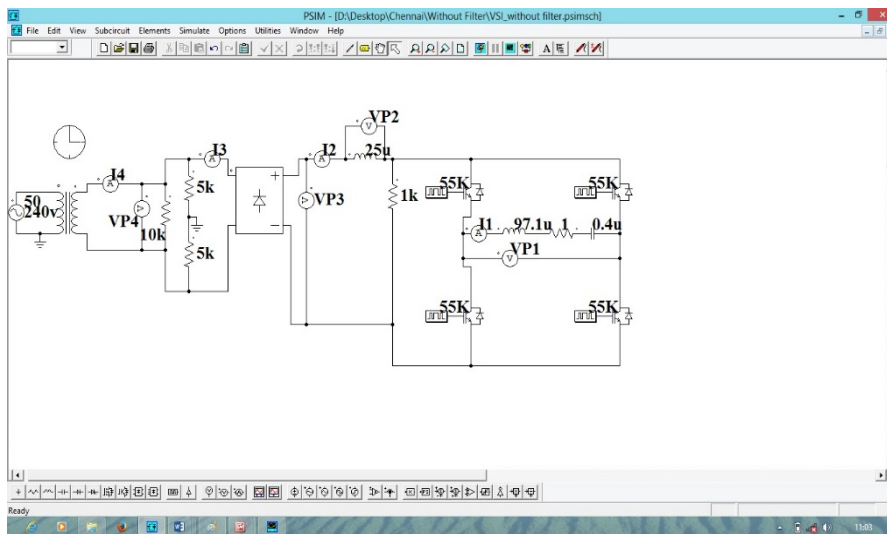 PSIM - [D:\Desktop\Chennai\Without Filter\VSI_without filter.psimsch]
File Edit View Subcircuit Elements Simulate Options Utilities Window Help
VP2
I3
I2
25u
I4
50
240v
VP4
10k
5k
5k
VP3
1k
55K
55K
I1
97.1u
1
0.4u
VP1
55K
55K
Ready
11:03